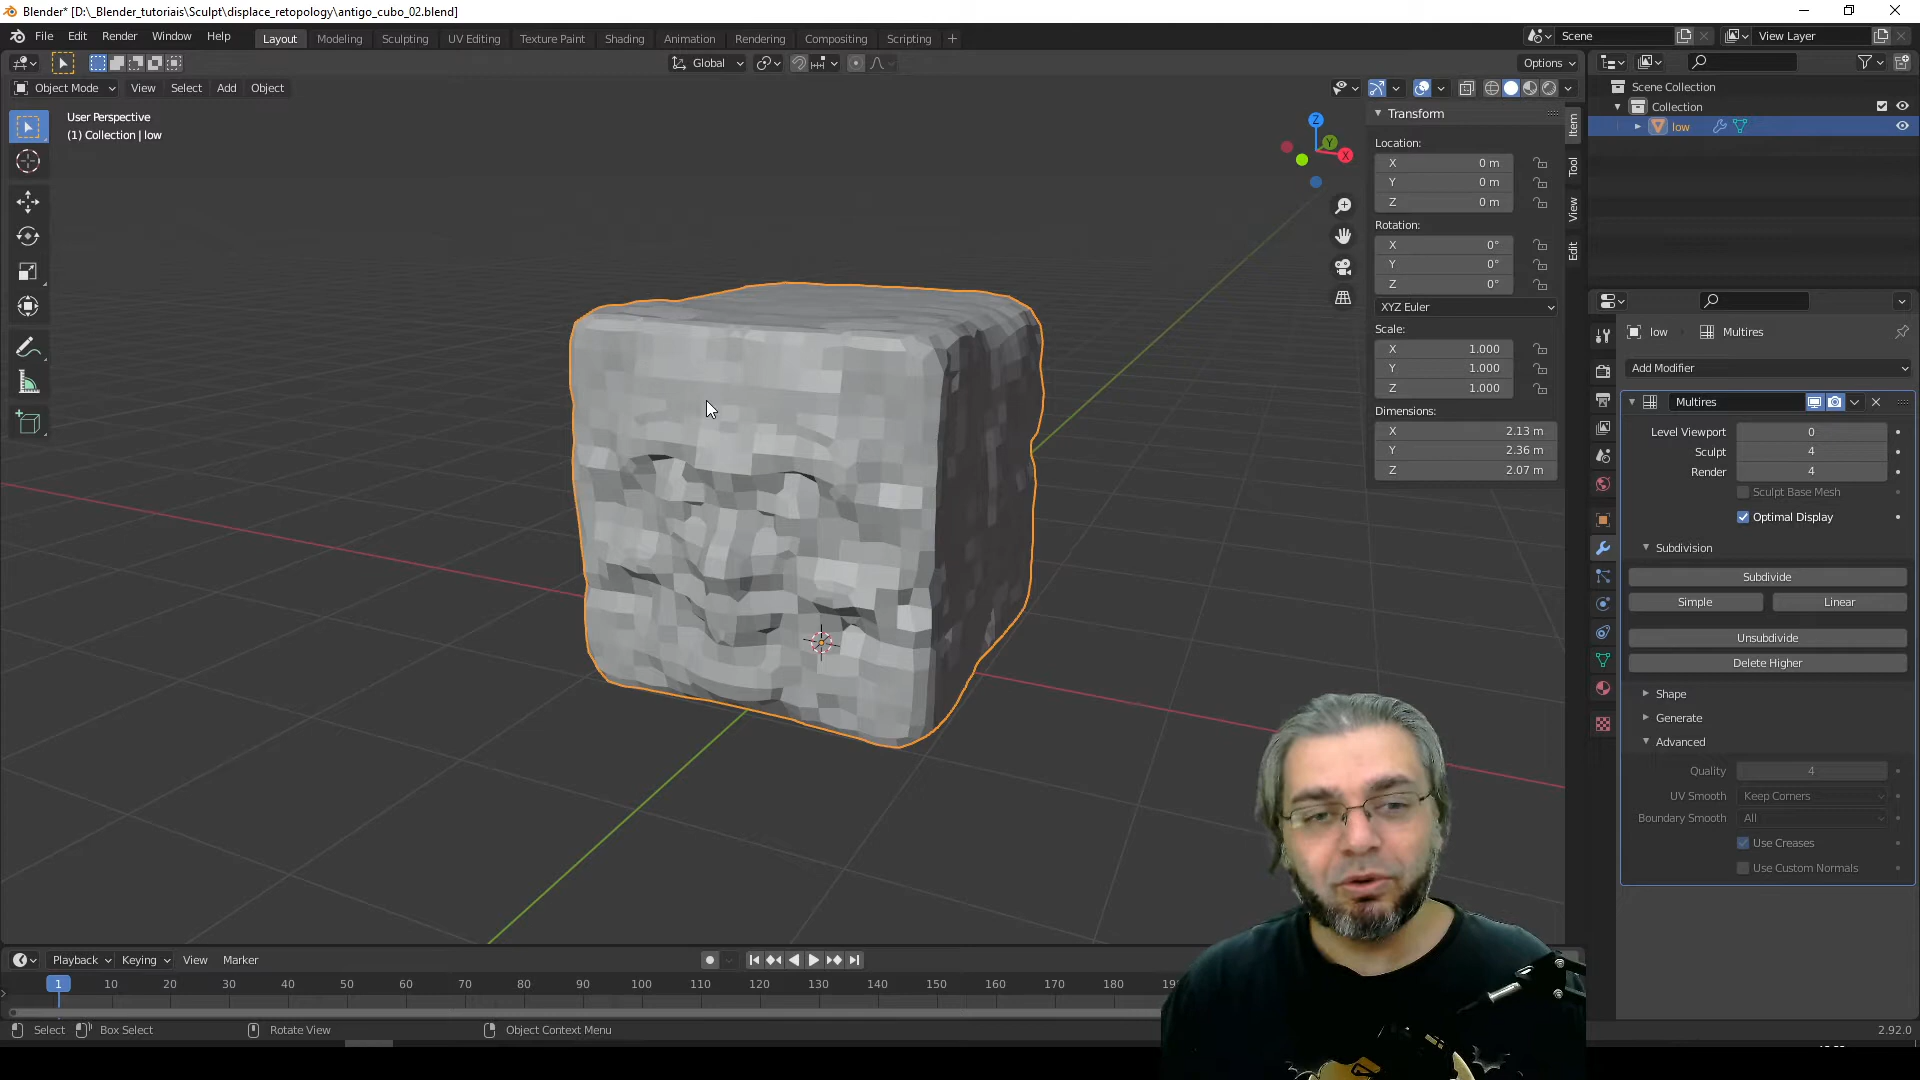 Blender* [D:\_Blender_tutoriais\Sculpt\displace_retopology\antigo_cubo_02.blend]
File Edit Render Window Help Layout Modeling Sculpting UV Editing Texture Paint Shading Animation Rendering Compositing Scripting + Scene View Layer
Global Options
Object Mode View Select Add Object
User Perspective
(1) Collection | low
Z
Y
X
Transform
Location:
X 0 m
Y 0 m
Z 0 m
Rotation:
X 0°
Y 0°
Z 0°
XYZ Euler
Scale:
X 1.000
Y 1.000
Z 1.000
Dimensions:
X 2.13 m
Y 2.36 m
Z 2.07 m
Item
Tool
View
Edit
Scene Collection
Collection
low
low Multires
Add Modifier
Multires
Level Viewport 0
Sculpt 4
Render 4
Sculpt Base Mesh
Optimal Display
Subdivision
Subdivide
Simple Linear
Unsubdivide
Delete Higher
Shape
Generate
Advanced
Quality 4
UV Smooth Keep Corners
Boundary Smooth All
Use Creases
Use Custom Normals
Playback Keying View Marker
1 10 20 30 40 50 60 70 80 90 100 110 120 130 140 150 160 170 180
Select Box Select Rotate View Object Context Menu 2.92.0